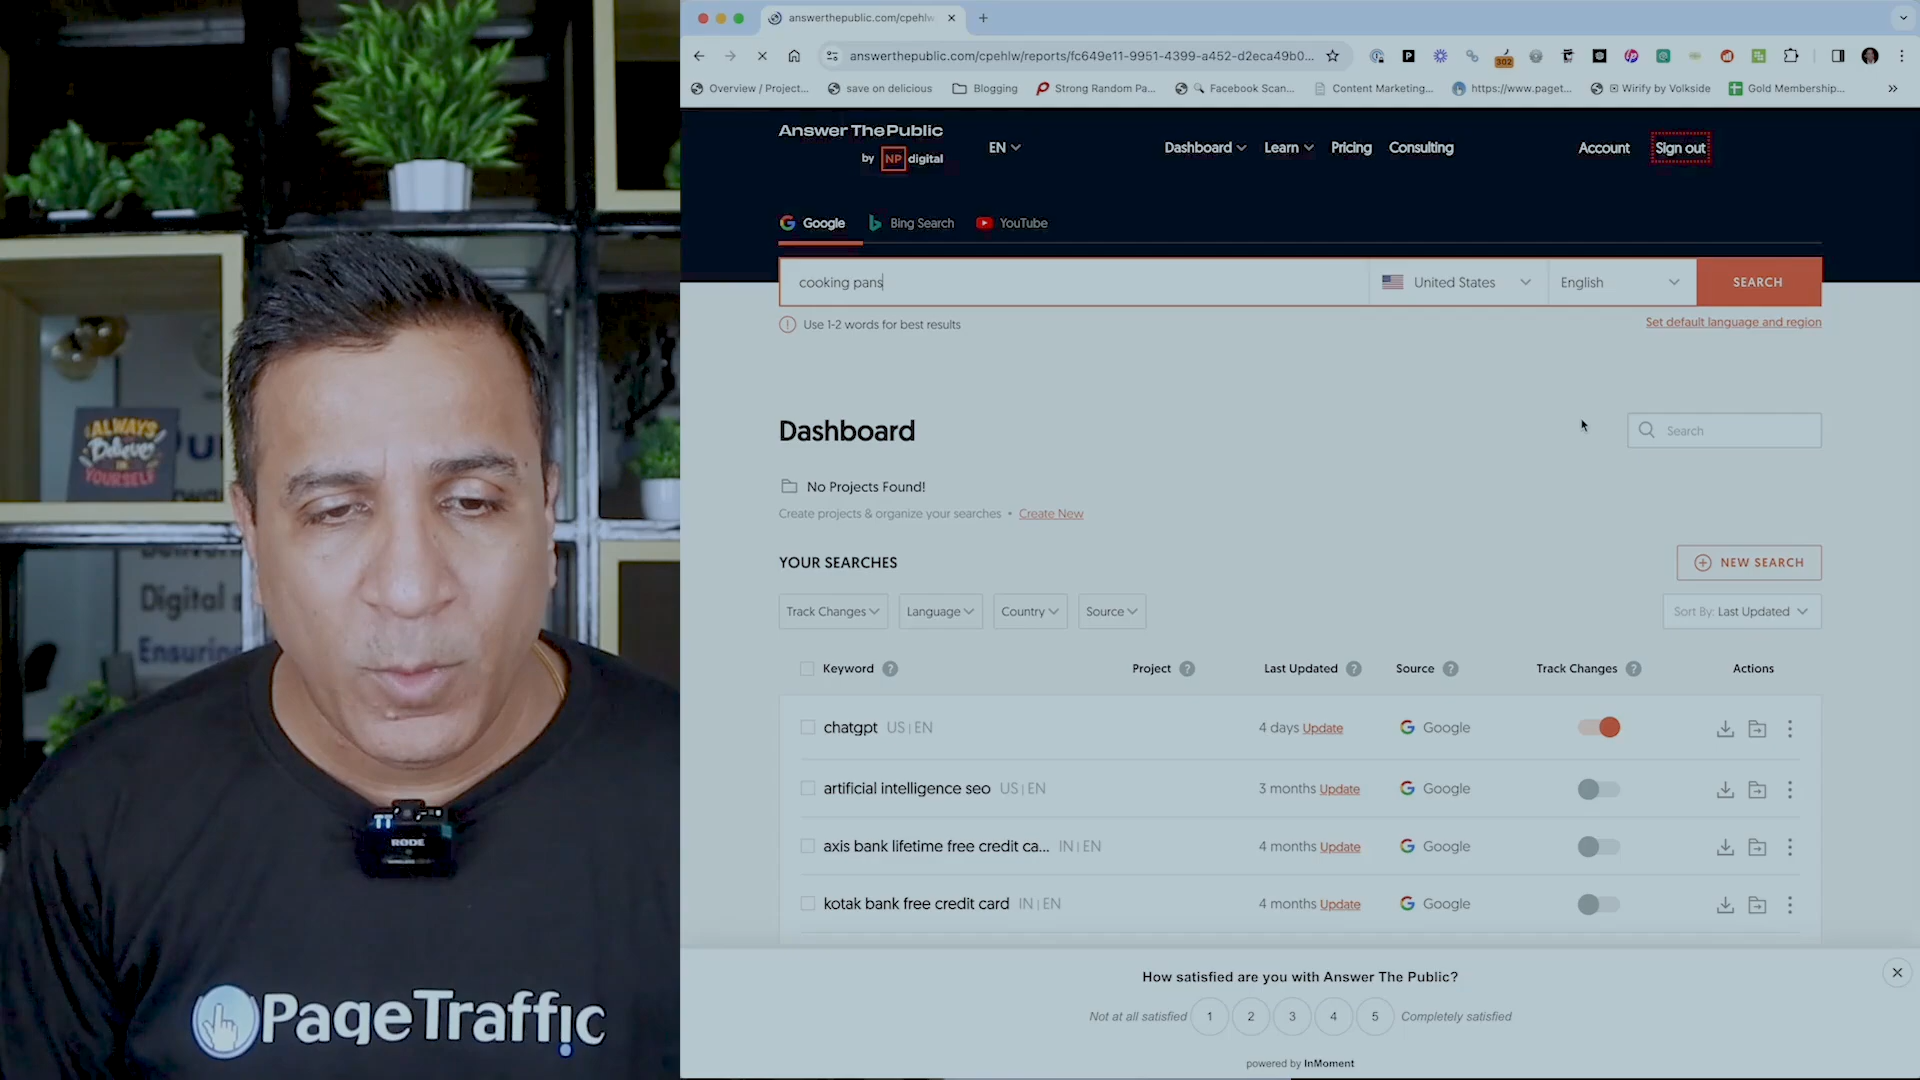 answerthepublic.com/cpehlw
answerthepublic.com/cpehlw/reports/fc649e11-9951-4399-a452-d2eca49b0...
302
Overview / Project...
save on delicious
Blogging
Strong Random Pa...
Facebook Scan...
Content Marketing...
https://www.paget...
Wirify by Volkside
Gold Membership...
»
Answer The Public
by NP digital
EN
Dashboard
Learn
Pricing
Consulting
Account
Sign out
Google
Bing Search
YouTube
cooking pans
United States
English
SEARCH
Use 1-2 words for best results
Set default language and region
Dashboard
Search
No Projects Found!
Create projects & organize your searches • Create New
YOUR SEARCHES
NEW SEARCH
Track Changes
Language
Country
Source
Sort By: Last Updated
Keyword ?
Project ?
Last Updated ?
Source ?
Track Changes ?
Actions
chatgpt US | EN
4 days Update
Google
artificial intelligence seo US | EN
3 months Update
Google
axis bank lifetime free credit ca... IN | EN
4 months Update
Google
kotak bank free credit card IN | EN
4 months Update
Google
How satisfied are you with Answer The Public?
Not at all satisfied 1 2 3 4 5 Completely satisfied
powered by InMoment
ALWAYS
Believe
IN
YOURSELF
Digital
Ensuring
RODE
PageTraffic